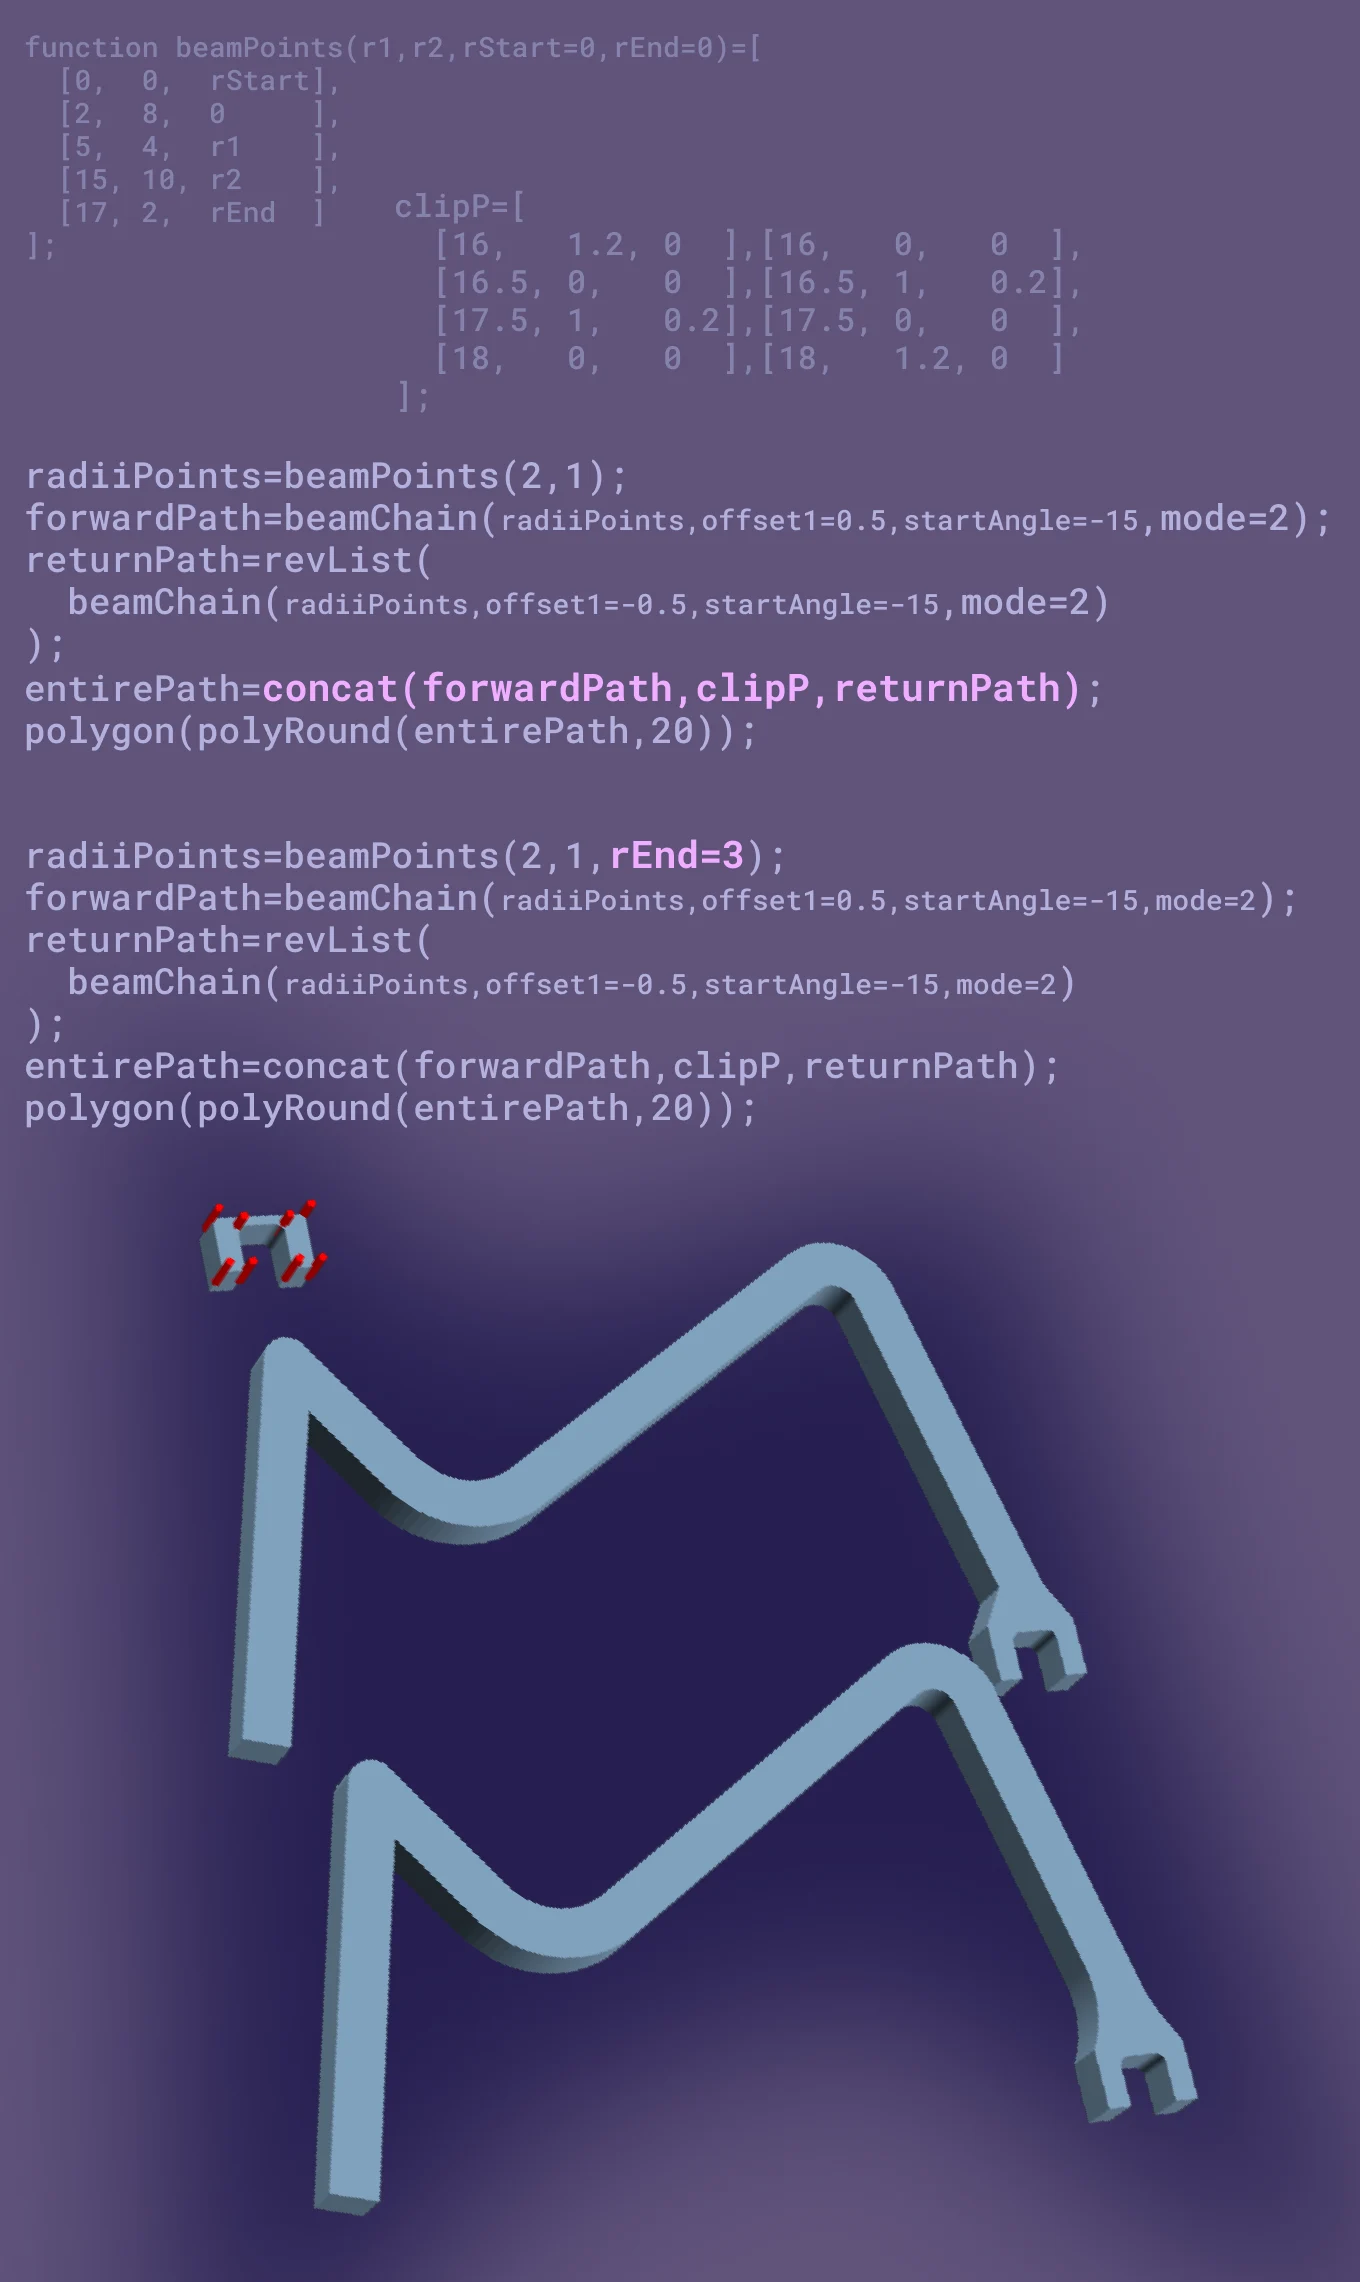 function beamPoints(r1,r2,rStart=0,rEnd=0)=[
  [0,  0,  rStart],
  [2,  8,  0     ],
  [5,  4,  r1    ],
  [15, 10, r2    ],
  [17, 2,  rEnd  ]
];
clipP=[
  [16,   1.2, 0  ],[16,   0,   0  ],
  [16.5, 0,   0  ],[16.5, 1,   0.2],
  [17.5, 1,   0.2],[17.5, 0,   0  ],
  [18,   0,   0  ],[18,   1.2, 0  ]
];
radiiPoints=beamPoints(2,1);
forwardPath=beamChain(radiiPoints,offset1=0.5,startAngle=-15,mode=2);
returnPath=revList(
  beamChain(radiiPoints,offset1=-0.5,startAngle=-15,mode=2)
);
entirePath=concat(forwardPath,clipP,returnPath);
polygon(polyRound(entirePath,20));
radiiPoints=beamPoints(2,1,rEnd=3);
forwardPath=beamChain(radiiPoints,offset1=0.5,startAngle=-15,mode=2);
returnPath=revList(
  beamChain(radiiPoints,offset1=-0.5,startAngle=-15,mode=2)
);
entirePath=concat(forwardPath,clipP,returnPath);
polygon(polyRound(entirePath,20));